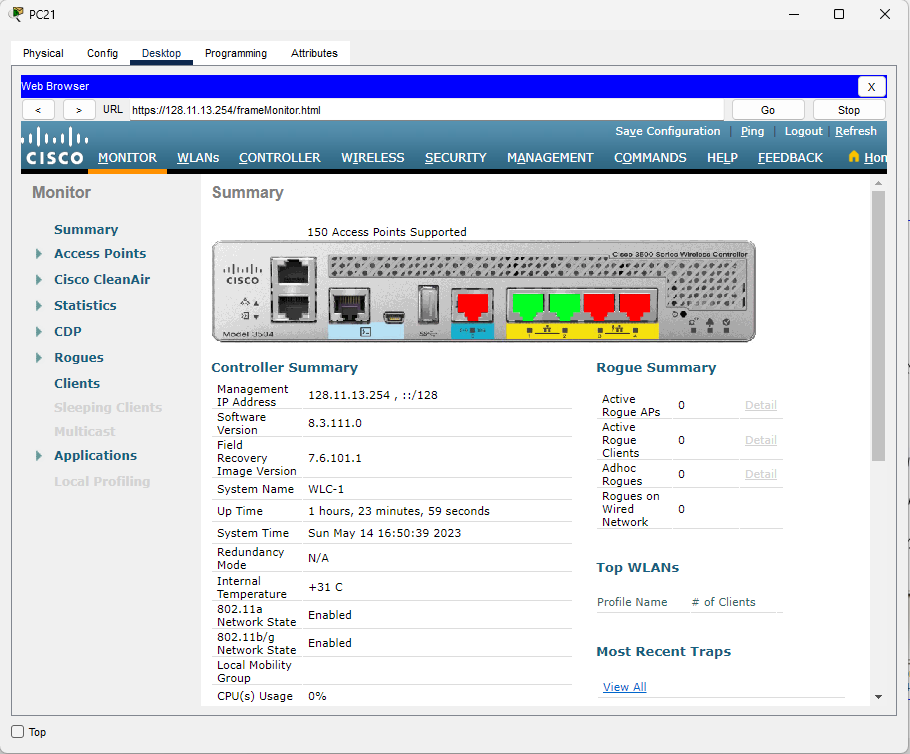 PC21
Physical Config Desktop Programming Attributes
Web Browser X
< > URL https://128.11.13.254/frameMonitor.html Go Stop
Save Configuration | Ping | Logout | Refresh
CISCO MONITOR WLANs CONTROLLER WIRELESS SECURITY MANAGEMENT COMMANDS HELP FEEDBACK Hon
Monitor
Summary
Access Points
Cisco CleanAir
Statistics
CDP
Rogues
Clients
Sleeping Clients
Multicast
Applications
Local Profiling
Summary
150 Access Points Supported
Cisco 3500 Series Wireless Controller
CISCO
Model 3504
1 2 3 4
Controller Summary
Management
IP Address 128.11.13.254 , ::/128
Software
Version 8.3.111.0
Field
Recovery
Image Version 7.6.101.1
System Name WLC-1
Up Time 1 hours, 23 minutes, 59 seconds
System Time Sun May 14 16:50:39 2023
Redundancy
Mode N/A
Internal
Temperature +31 C
802.11a
Network State Enabled
802.11b/g
Network State Enabled
Local Mobility
Group
CPU(s) Usage 0%
Rogue Summary
Active
Rogue APs 0 Detail
Active
Rogue
Clients 0 Detail
Adhoc
Rogues 0 Detail
Rogues on
Wired
Network 0
Top WLANs
Profile Name # of Clients
Most Recent Traps
View All
Top